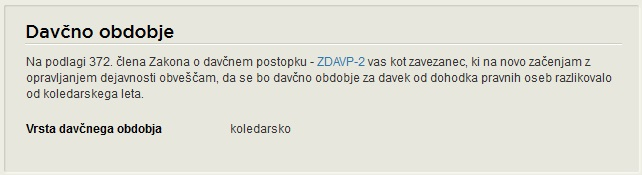 Davčno obdobje
Na podlagi 372. člena Zakona o davčnem postopku - ZDAVP-2 vas kot zavezanec, ki na novo začenjam z
opravljanjem dejavnosti obveščam, da se bo davčno obdobje za davek od dohodka pravnih oseb razlikovalo
od koledarskega leta.
Vrsta davčnega obdobja koledarsko